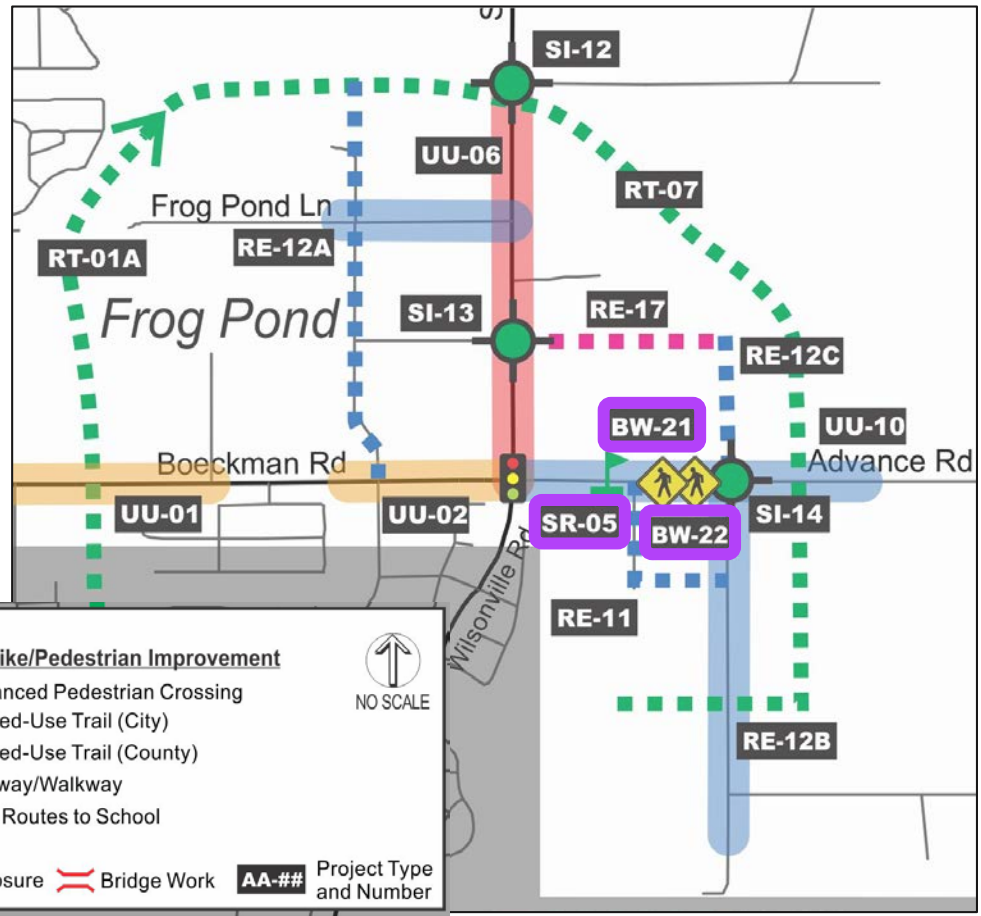 SI-12
UU-06
RT-07
Frog Pond Ln
RE-12A
RT-01A
Frog Pond
SI-13
RE-17
RE-12C
BW-21
UU-10
Boeckman Rd
Advance Rd
UU-01
UU-02
SR-05
BW-22
SI-14
Wilsonville Rd
RE-11
RE-12B
ike/Pedestrian Improvement
anced Pedestrian Crossing
ed-Use Trail (City)
ed-Use Trail (County)
way/Walkway
Routes to School
NO SCALE
osure
Bridge Work
AA-##
Project Type
and Number